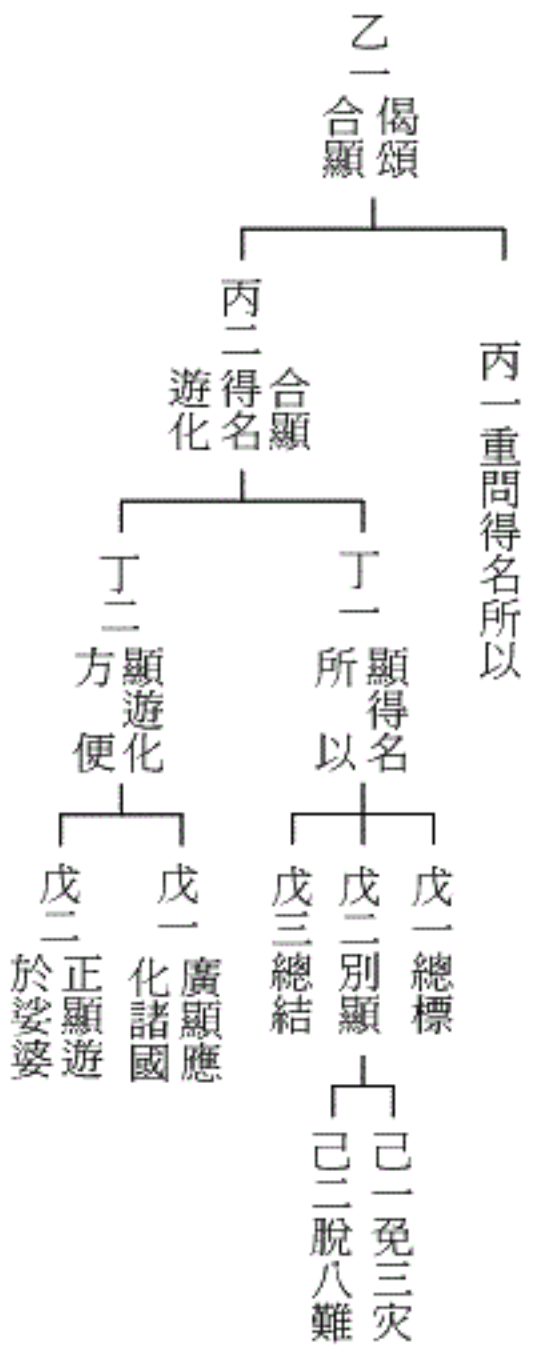 乙一
偈頌
合顯
丙一重問得名所以
丙二
合顯
得名
遊化
丁一
顯得名
所以
戊一總標
戊二別顯
己一免三灾
己二脫八難
戊三總結
丁二
顯遊化
方便
戊一
廣顯應
化諸國
戊二
正顯遊
於娑婆